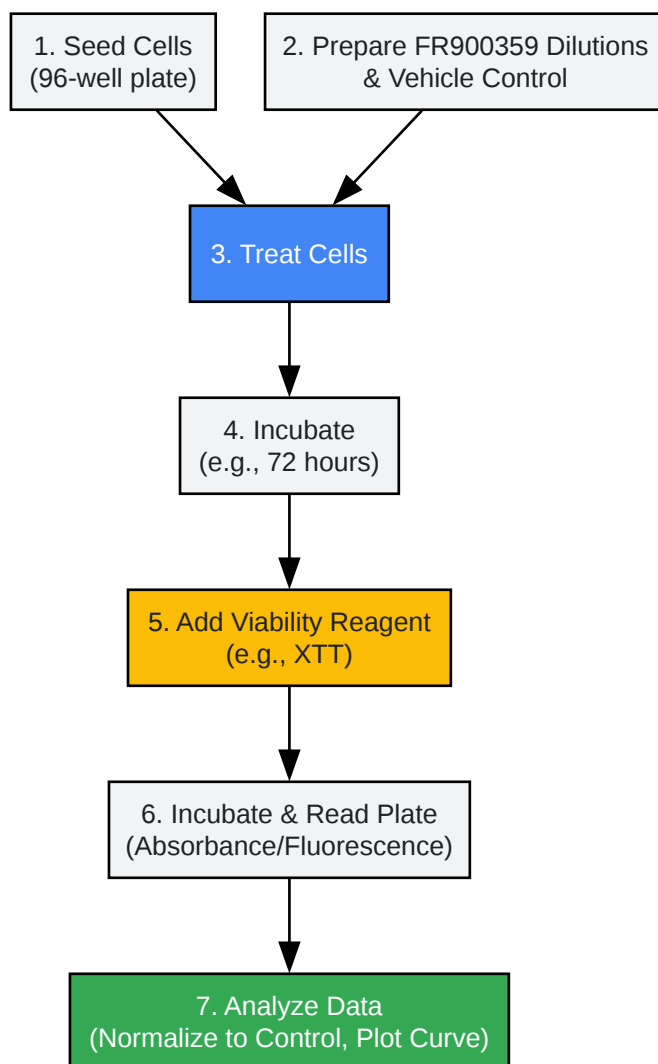 1. Seed Cells
(96-well plate)
2. Prepare FR900359 Dilutions
& Vehicle Control
3. Treat Cells
4. Incubate
(e.g., 72 hours)
5. Add Viability Reagent
(e.g., XTT)
6. Incubate & Read Plate
(Absorbance/Fluorescence)
7. Analyze Data
(Normalize to Control, Plot Curve)